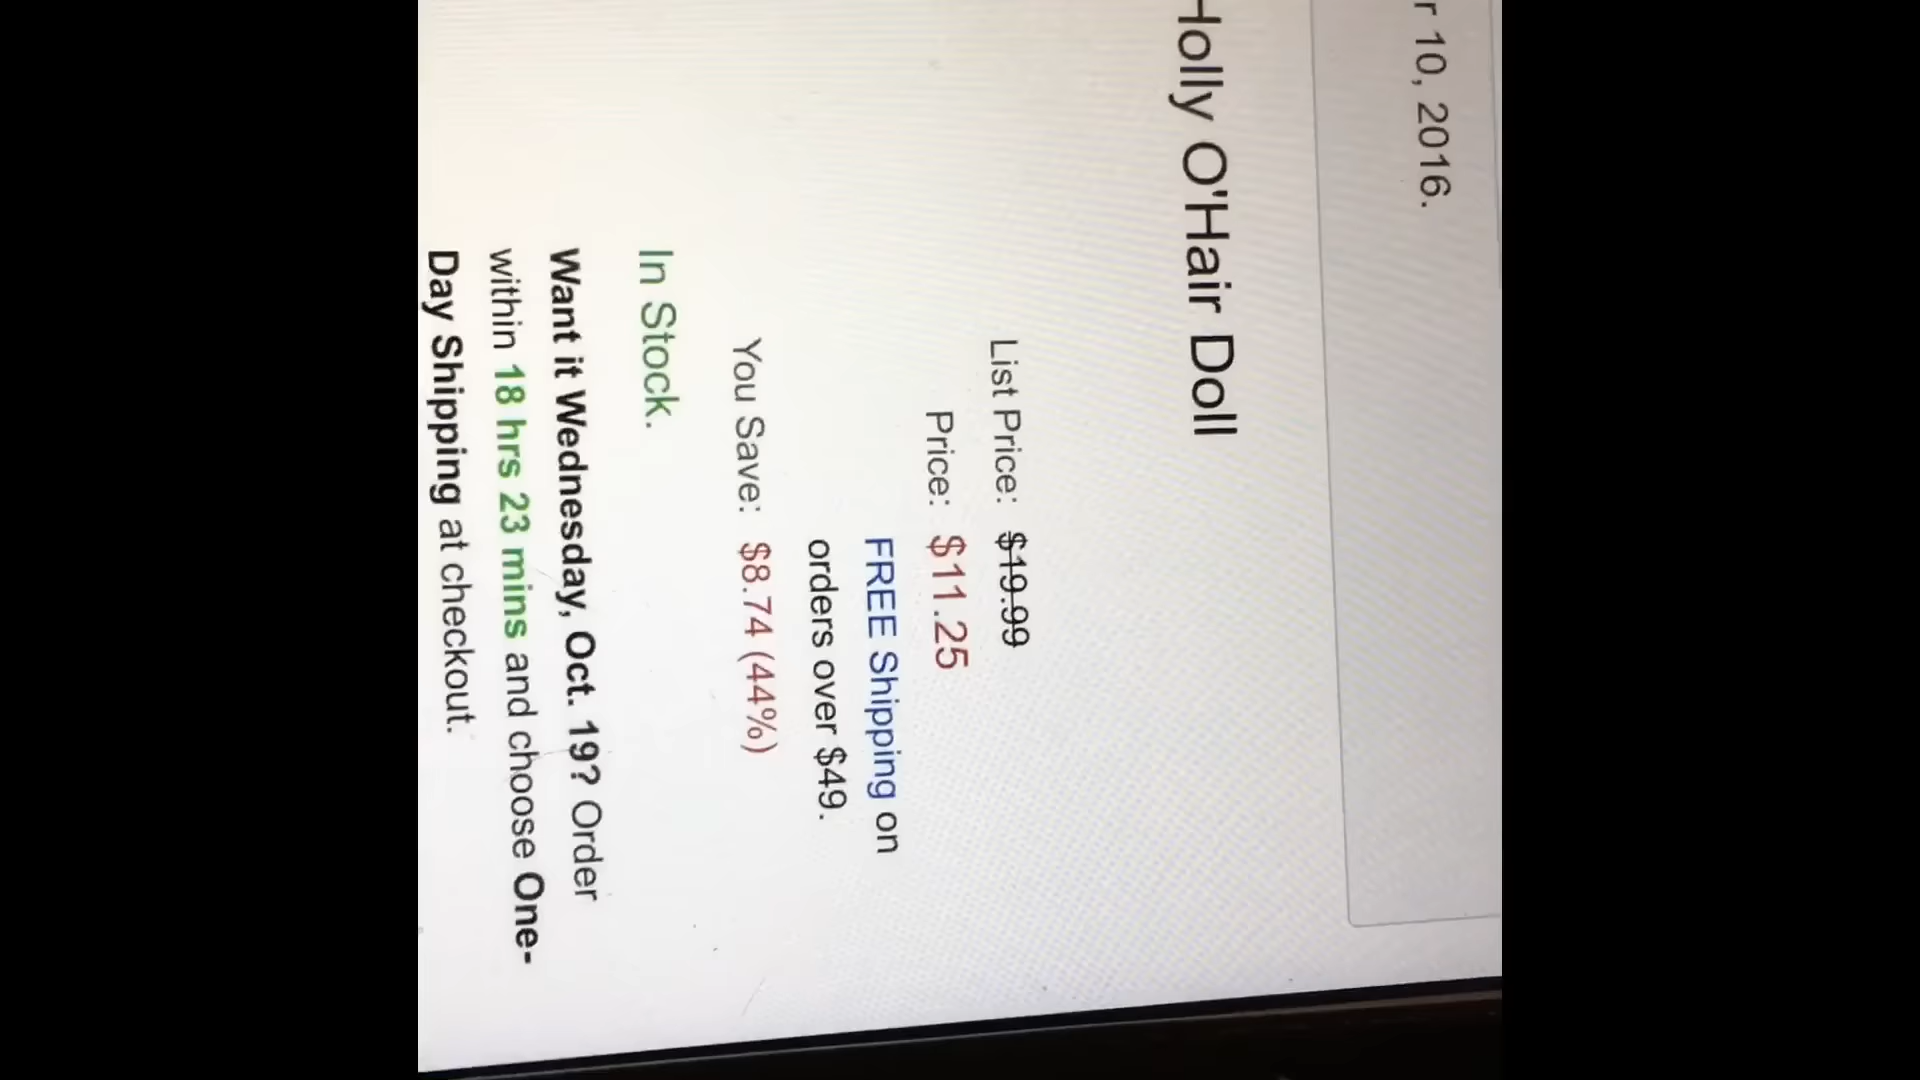 r 10, 2016.
Holly O'Hair Doll
List Price: $19.99
Price: $11.25
FREE Shipping on
orders over $49.
You Save: $8.74 (44%)
In Stock.
Want it Wednesday, Oct. 19? Order
within 18 hrs 23 mins and choose One-
Day Shipping at checkout.